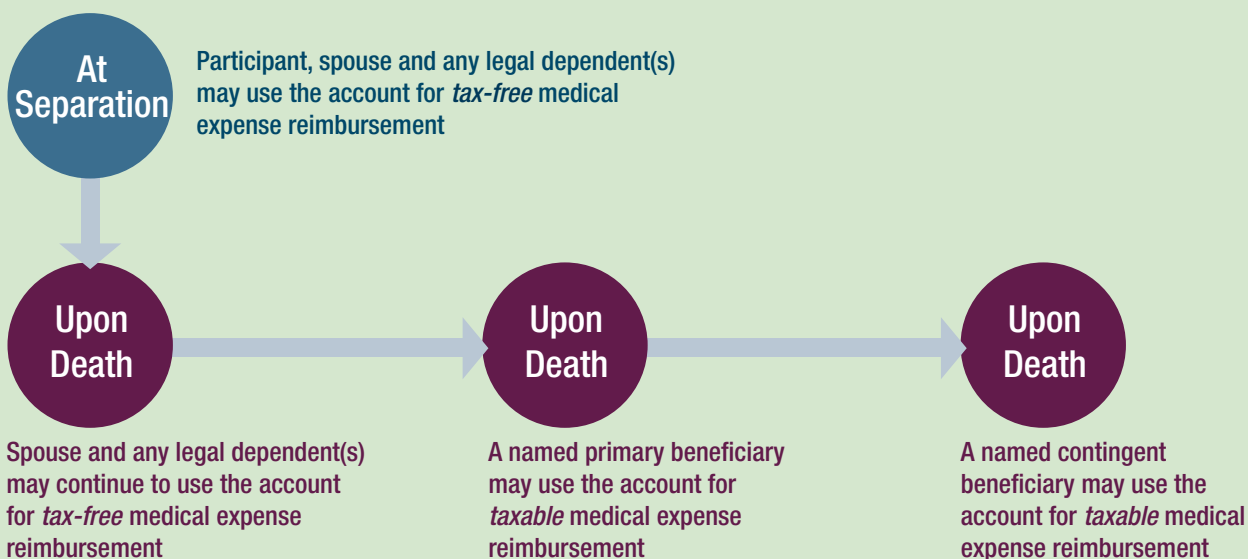 At
Separation
Participant, spouse and any legal dependent(s)
may use the account for tax-free medical
expense reimbursement
Upon
Death
Spouse and any legal dependent(s)
may continue to use the account
for tax-free medical expense
reimbursement
Upon
Death
A named primary beneficiary
may use the account for
taxable medical expense
reimbursement
Upon
Death
A named contingent
beneficiary may use the
account for taxable medical
expense reimbursement